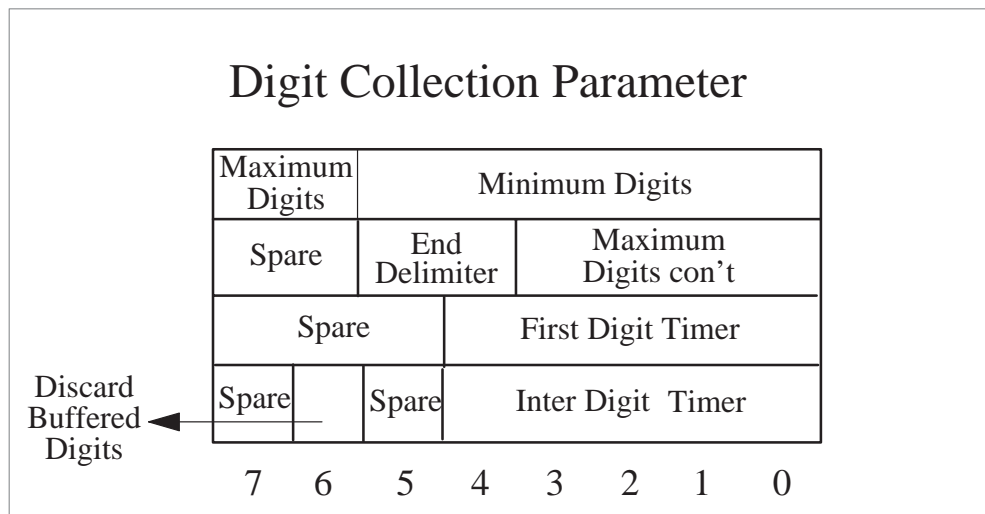 Digit Collection Parameter
Maximum
Digits
Minimum Digits
Spare
End
Delimiter
Maximum
Digits con't
Spare
First Digit Timer
Discard
Buffered
Digits
Spare
Spare
Inter Digit Timer
7 6 5 4 3 2 1 0